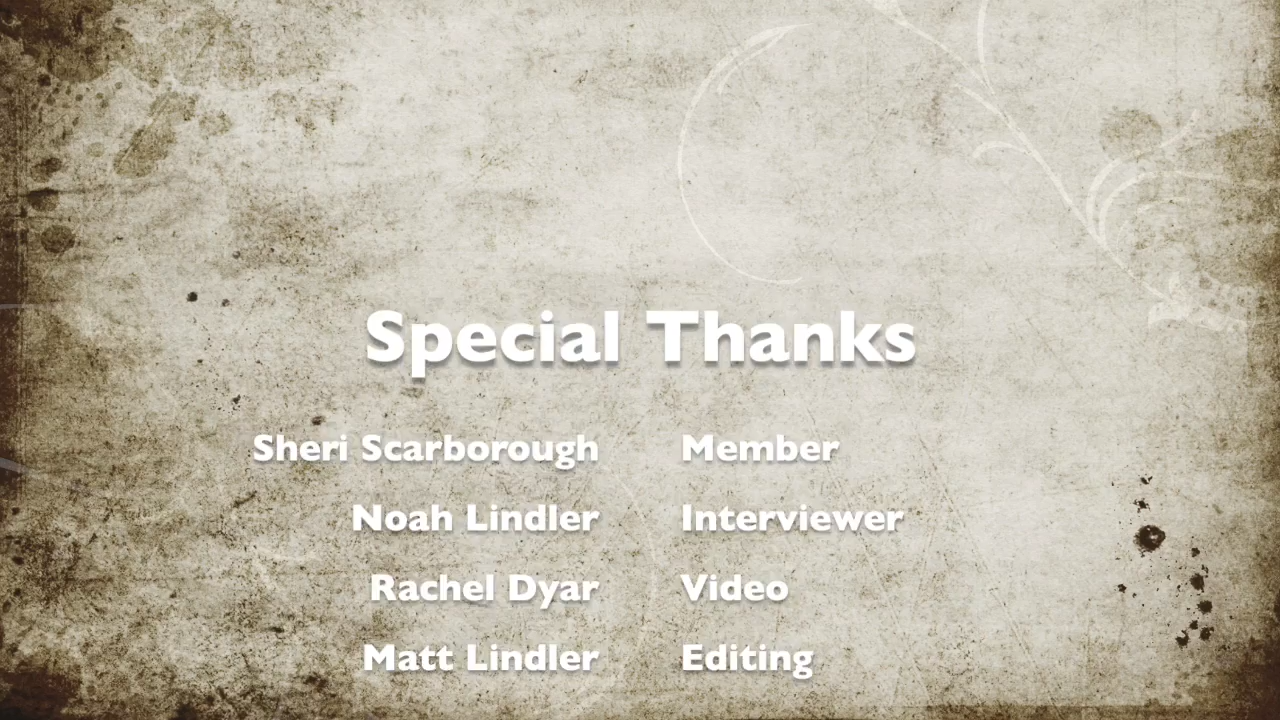 Special Thanks
Sheri Scarborough Member
Noah Lindler Interviewer
Rachel Dyar Video
Matt Lindler Editing